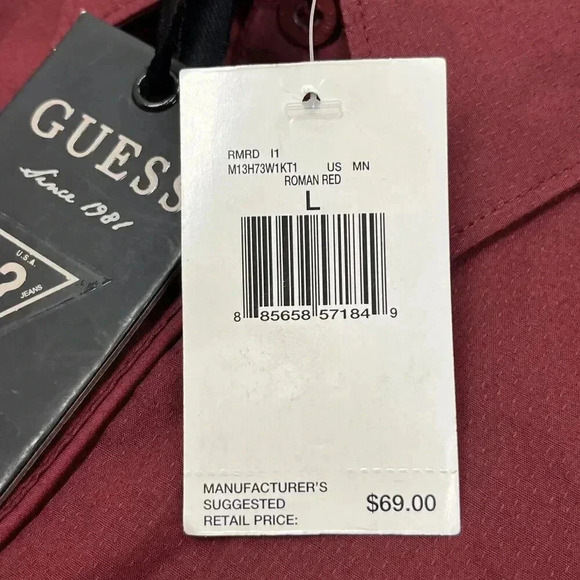 GUESS
Since 1981
U.S.A.
?
JEANS
RMRD I1
M13H73W1KT1 US MN
ROMAN RED
L
8 85658 57184 9
MANUFACTURER'S
SUGGESTED
RETAIL PRICE: $69.00